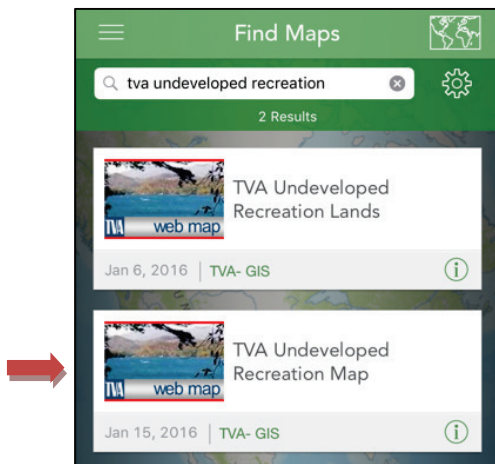 Find Maps
tva undeveloped recreation
2 Results
TVA web map
TVA Undeveloped
Recreation Lands
Jan 6, 2016 | TVA- GIS
TVA web map
TVA Undeveloped
Recreation Map
Jan 15, 2016 | TVA- GIS